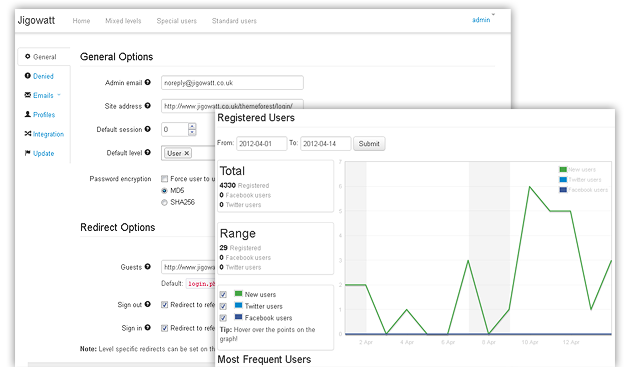 Jigowatt Home Mixed levels Special users Standard users admin
General
Denied
Emails
Profiles
Integration
Update
General Options
Admin email noreply@jigowatt.co.uk
Site address http://www.jigowatt.co.uk/themeforest/login/
Default session 0
Default level User ×
Password encryption Force user to u
MD5
SHA256
Redirect Options
Guests http://www.jigowa
Default: login.ph
Sign out Redirect to refe
Sign in Redirect to refe
Note: Level specific redirects can be set on th
Registered Users
From: 2012-04-01 To: 2012-04-14 Submit
Total
4330 Registered
0 Facebook users
0 Twitter users
Range
29 Registered
0 Facebook users
0 Twitter users
New users
Twitter users
Facebook users
Tip: Hover over the points on the
graph!
7
6
5
4
3
2
1
0
2 Apr 4 Apr 6 Apr 8 Apr 10 Apr 12 Apr
New users
Twitter users
Facebook users
Most Frequent Users